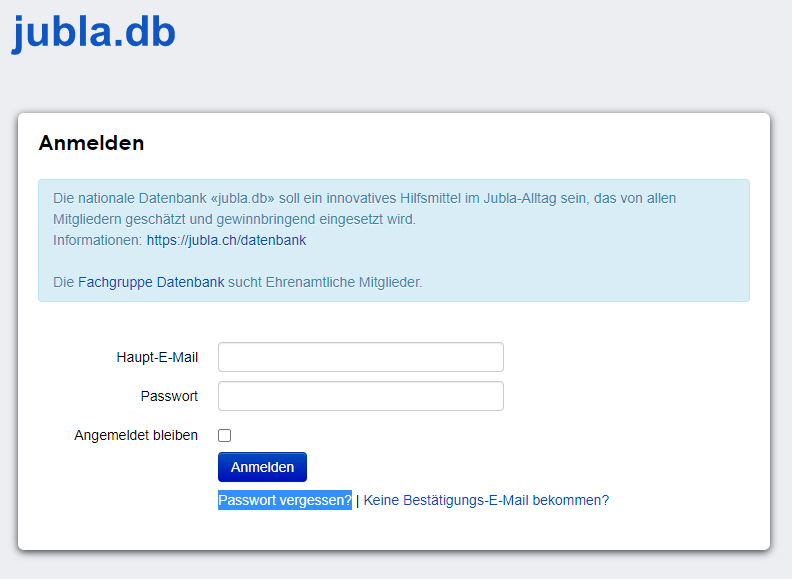 jubla.db
Anmelden
Die nationale Datenbank «jubla.db» soll ein innovatives Hilfsmittel im Jubla-Alltag sein, das von allen
Mitgliedern geschätzt und gewinnbringend eingesetzt wird.
Informationen: https://jubla.ch/datenbank
Die Fachgruppe Datenbank sucht Ehrenamtliche Mitglieder.
Haupt-E-Mail
Passwort
Angemeldet bleiben
Anmelden
Passwort vergessen? | Keine Bestätigungs-E-Mail bekommen?